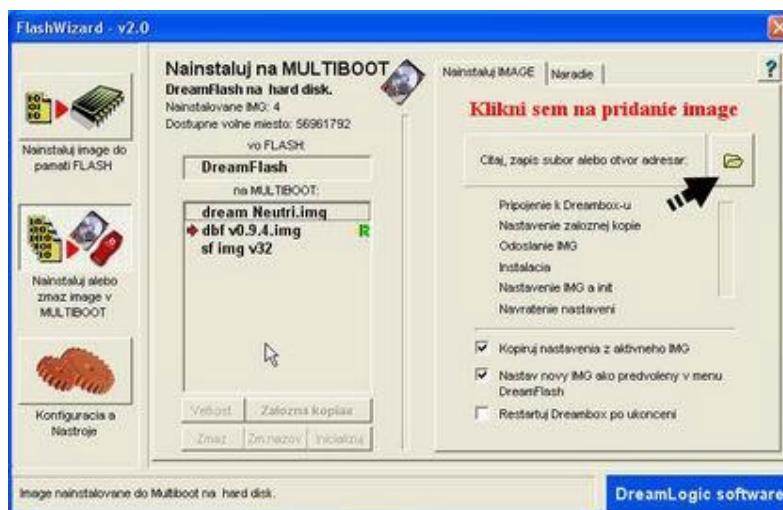 FlashWizard - v2.0
Nainstaluj image do
pamati FLASH
Nainstaluj alebo
zmaz image v
MULTIBOOT
Konfiguracia a
Nastroje
Nainstaluj na MULTIBOOT
DreamFlash na hard disk.
Nainstalovane IMG: 4
Dostupne volne miesto: 56961792
vo FLASH:
DreamFlash
na MULTIBOOT:
dream Neutri.img
dbf v0.9.4.img R
sf img v32
Velkost Zalozna kopiae
Zmaz Zm.nazov Inicializuj
Nainstaluj IMAGE Naradie
?
Klikni sem na pridanie image
Citaj, zapis subor alebo otvor adresar:
Pripojenie k Dreambox-u
Nastavenie zaloznej kopie
Odoslanie IMG
Instalacia
Nastavenie IMG a init
Navratenie nastaveni
Kopiruj nastavenia z aktivneho IMG
Nastav novy IMG ako predvoleny v menu
DreamFlash
Restartuj Dreambox po ukonceni
Image nainstalovane do Multiboot na hard disk.
DreamLogic software